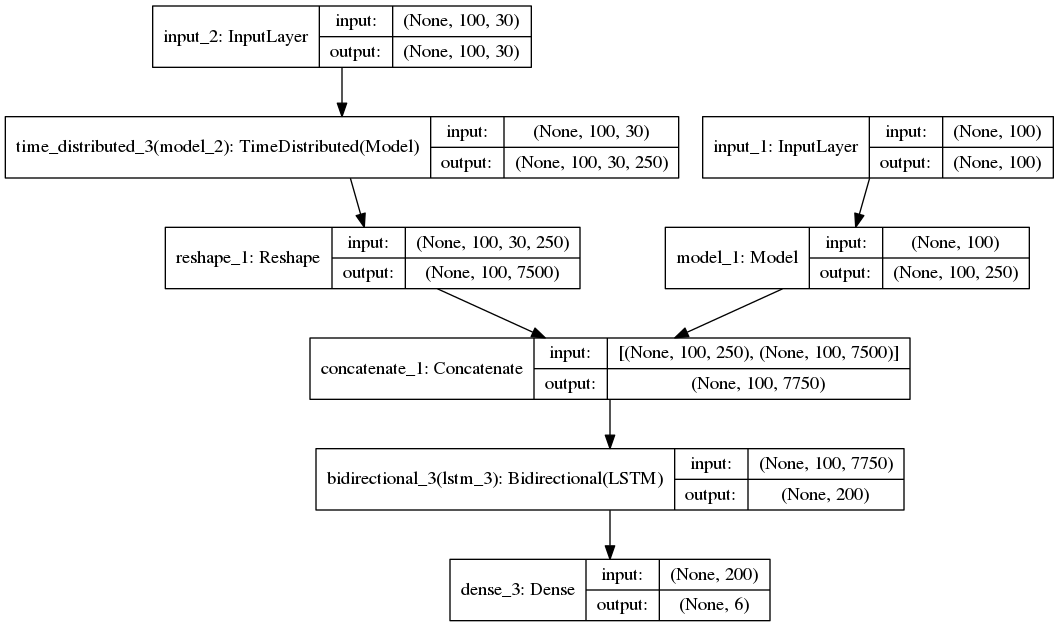 input_2: InputLayer
input: (None, 100, 30)
output: (None, 100, 30)
time_distributed_3(model_2): TimeDistributed(Model)
input: (None, 100, 30)
output: (None, 100, 30, 250)
input_1: InputLayer
input: (None, 100)
output: (None, 100)
reshape_1: Reshape
input: (None, 100, 30, 250)
output: (None, 100, 7500)
model_1: Model
input: (None, 100)
output: (None, 100, 250)
concatenate_1: Concatenate
input: [(None, 100, 250), (None, 100, 7500)]
output: (None, 100, 7750)
bidirectional_3(lstm_3): Bidirectional(LSTM)
input: (None, 100, 7750)
output: (None, 200)
dense_3: Dense
input: (None, 200)
output: (None, 6)